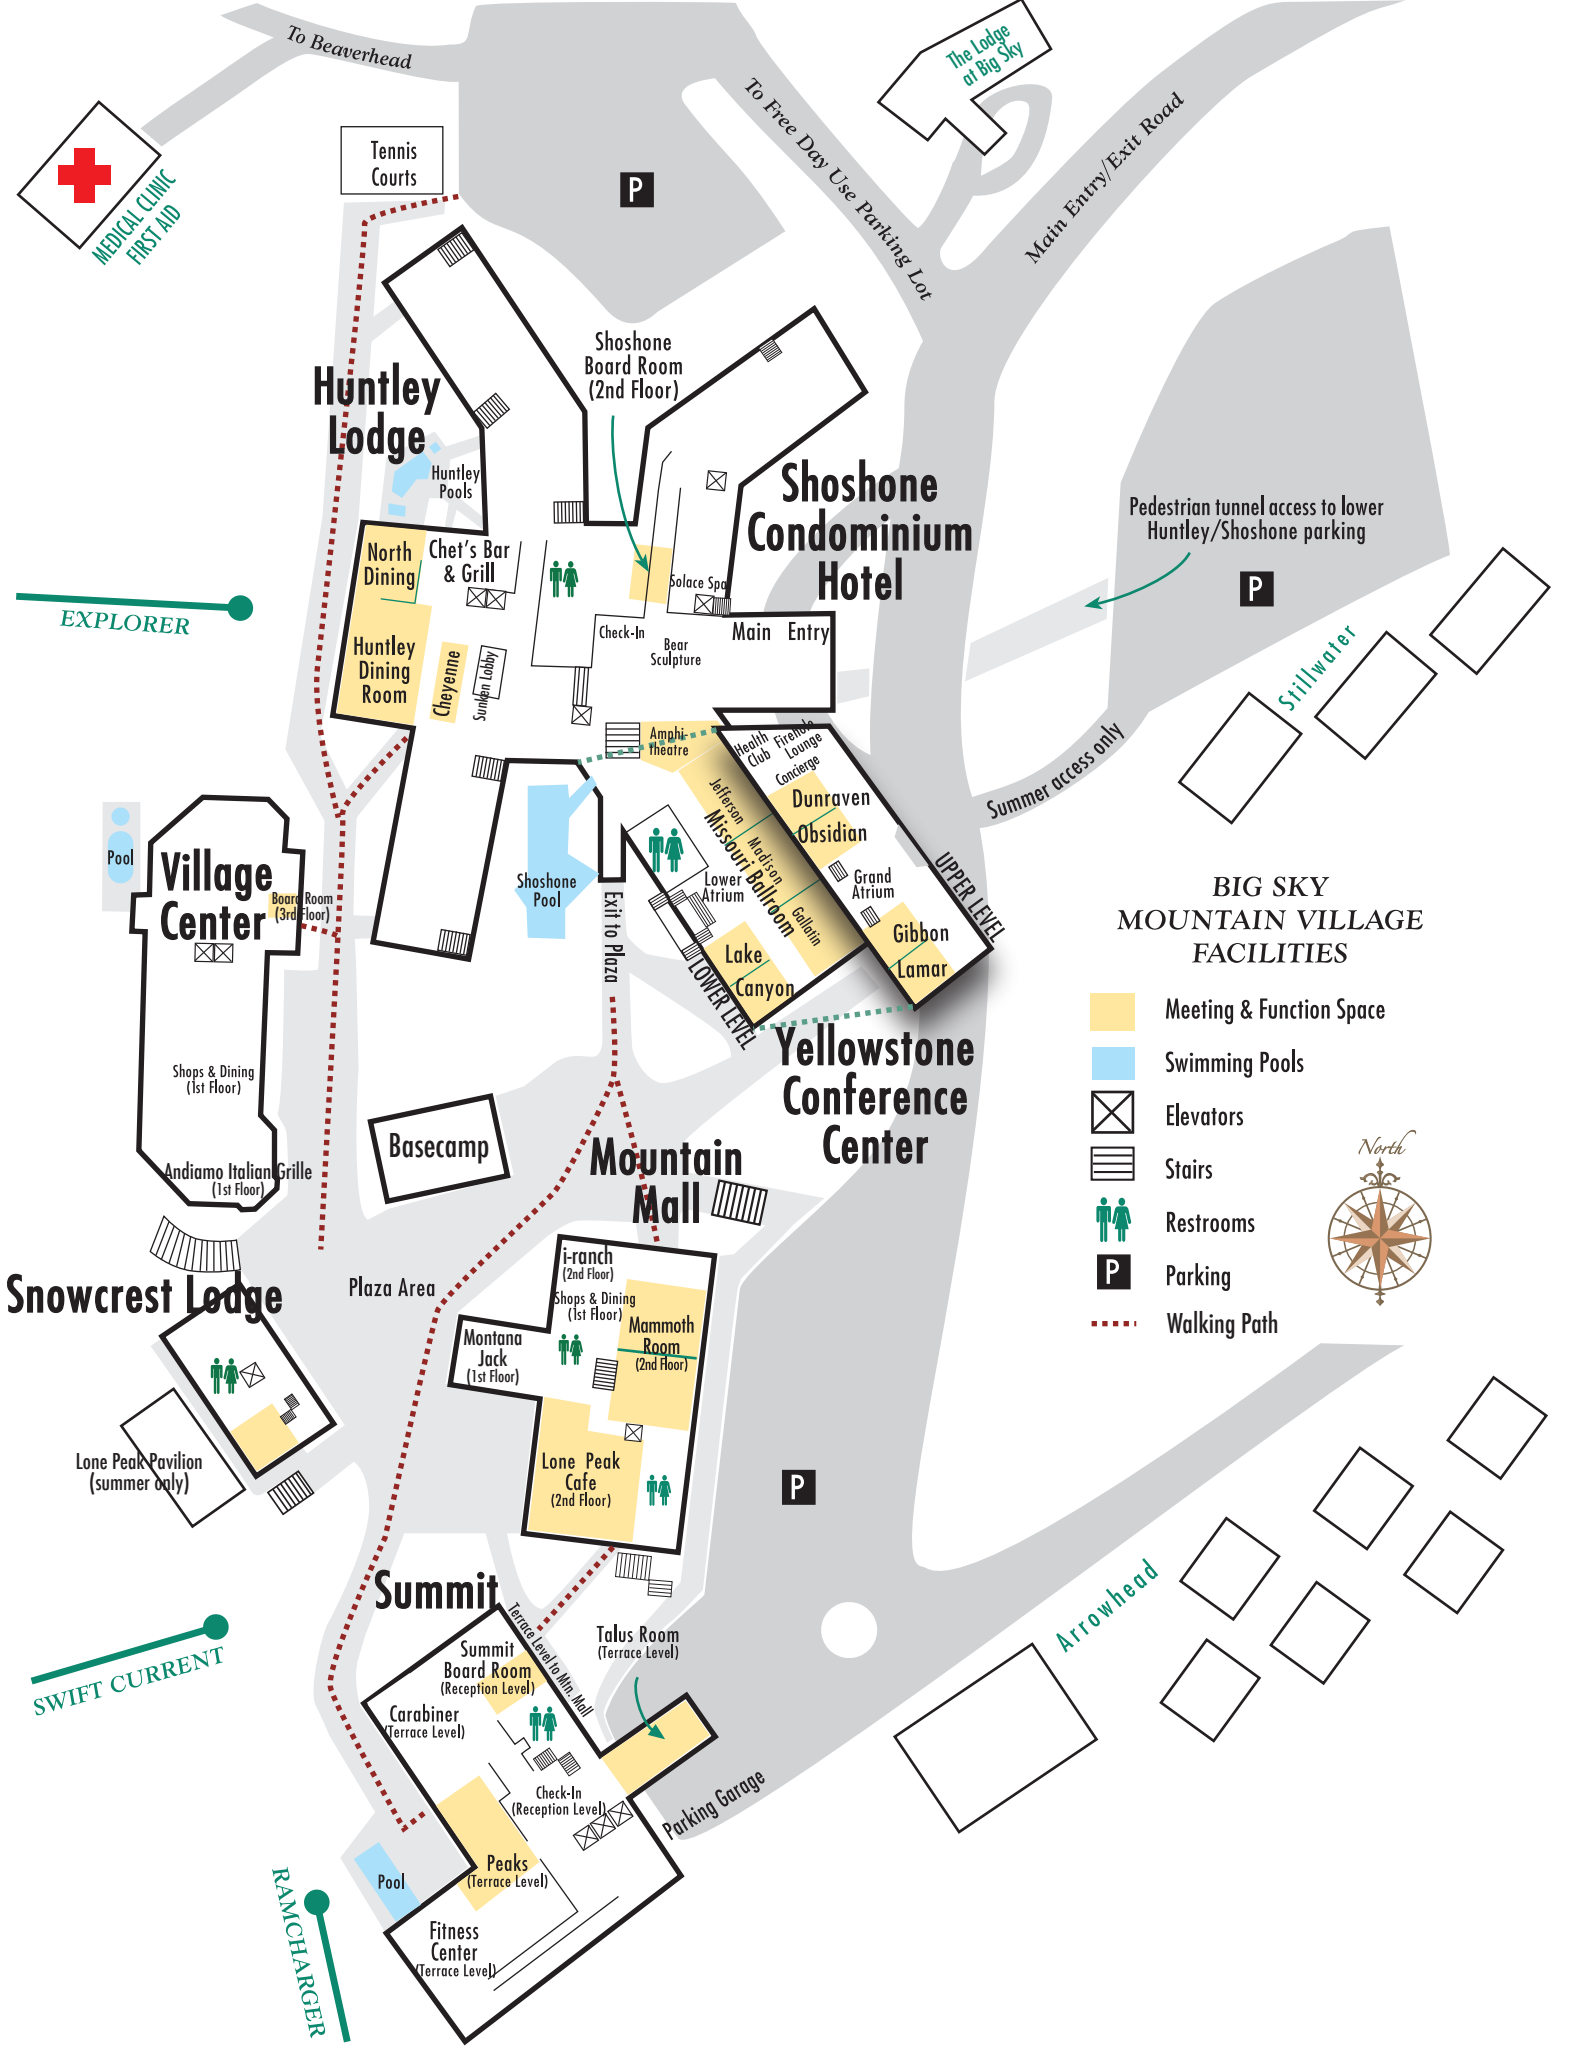 To Beaverhead
The Lodge
at Big Sky
To Free Day Use Parking Lot
Main Entry/Exit Road
Tennis
Courts
P
MEDICAL CLINIC
FIRST AID
Shoshone
Board Room
(2nd Floor)
Huntley
Lodge
Huntley
Pools
Shoshone
Condominium
Hotel
Pedestrian tunnel access to lower
Huntley/Shoshone parking
P
North
Dining
Chet's Bar
& Grill
Solace Spa
EXPLORER
Huntley
Dining
Room
Cheyenne
Sunken Lobby
Check-In
Bear
Sculpture
Main Entry
Stillwater
Summer access only
Amphi-
theatre
Health
Club
Firehole
Lounge
Concierge
Jefferson
Madison
Gallatin
Missouri Ballroom
Dunraven
Obsidian
Grand
Atrium
UPPER LEVEL
Gibbon
Lamar
Lower
Atrium
Lake
Canyon
LOWER LEVEL
Shoshone
Pool
Exit to Plaza
Pool
Village
Center
Board Room
(3rd Floor)
Shops & Dining
(1st Floor)
Andiamo Italian Grille
(1st Floor)
Yellowstone
Conference
Center
BIG SKY
MOUNTAIN VILLAGE
FACILITIES
Meeting & Function Space
Swimming Pools
Elevators
Stairs
Restrooms
P
Parking
Walking Path
North
Basecamp
Mountain
Mall
Snowcrest Lodge
Plaza Area
i-ranch
(2nd Floor)
Shops & Dining
(1st Floor)
Mammoth
Room
(2nd Floor)
Montana
Jack
(1st Floor)
Lone Peak
Cafe
(2nd Floor)
Lone Peak Pavilion
(summer only)
P
Summit
Terrace Level to Mtn. Mall
Talus Room
(Terrace Level)
Summit
Board Room
(Reception Level)
Carabiner
(Terrace Level)
Check-In
(Reception Level)
Parking Garage
Arrowhead
SWIFT CURRENT
Peaks
(Terrace Level)
Pool
Fitness
Center
(Terrace Level)
RAMCHARGER